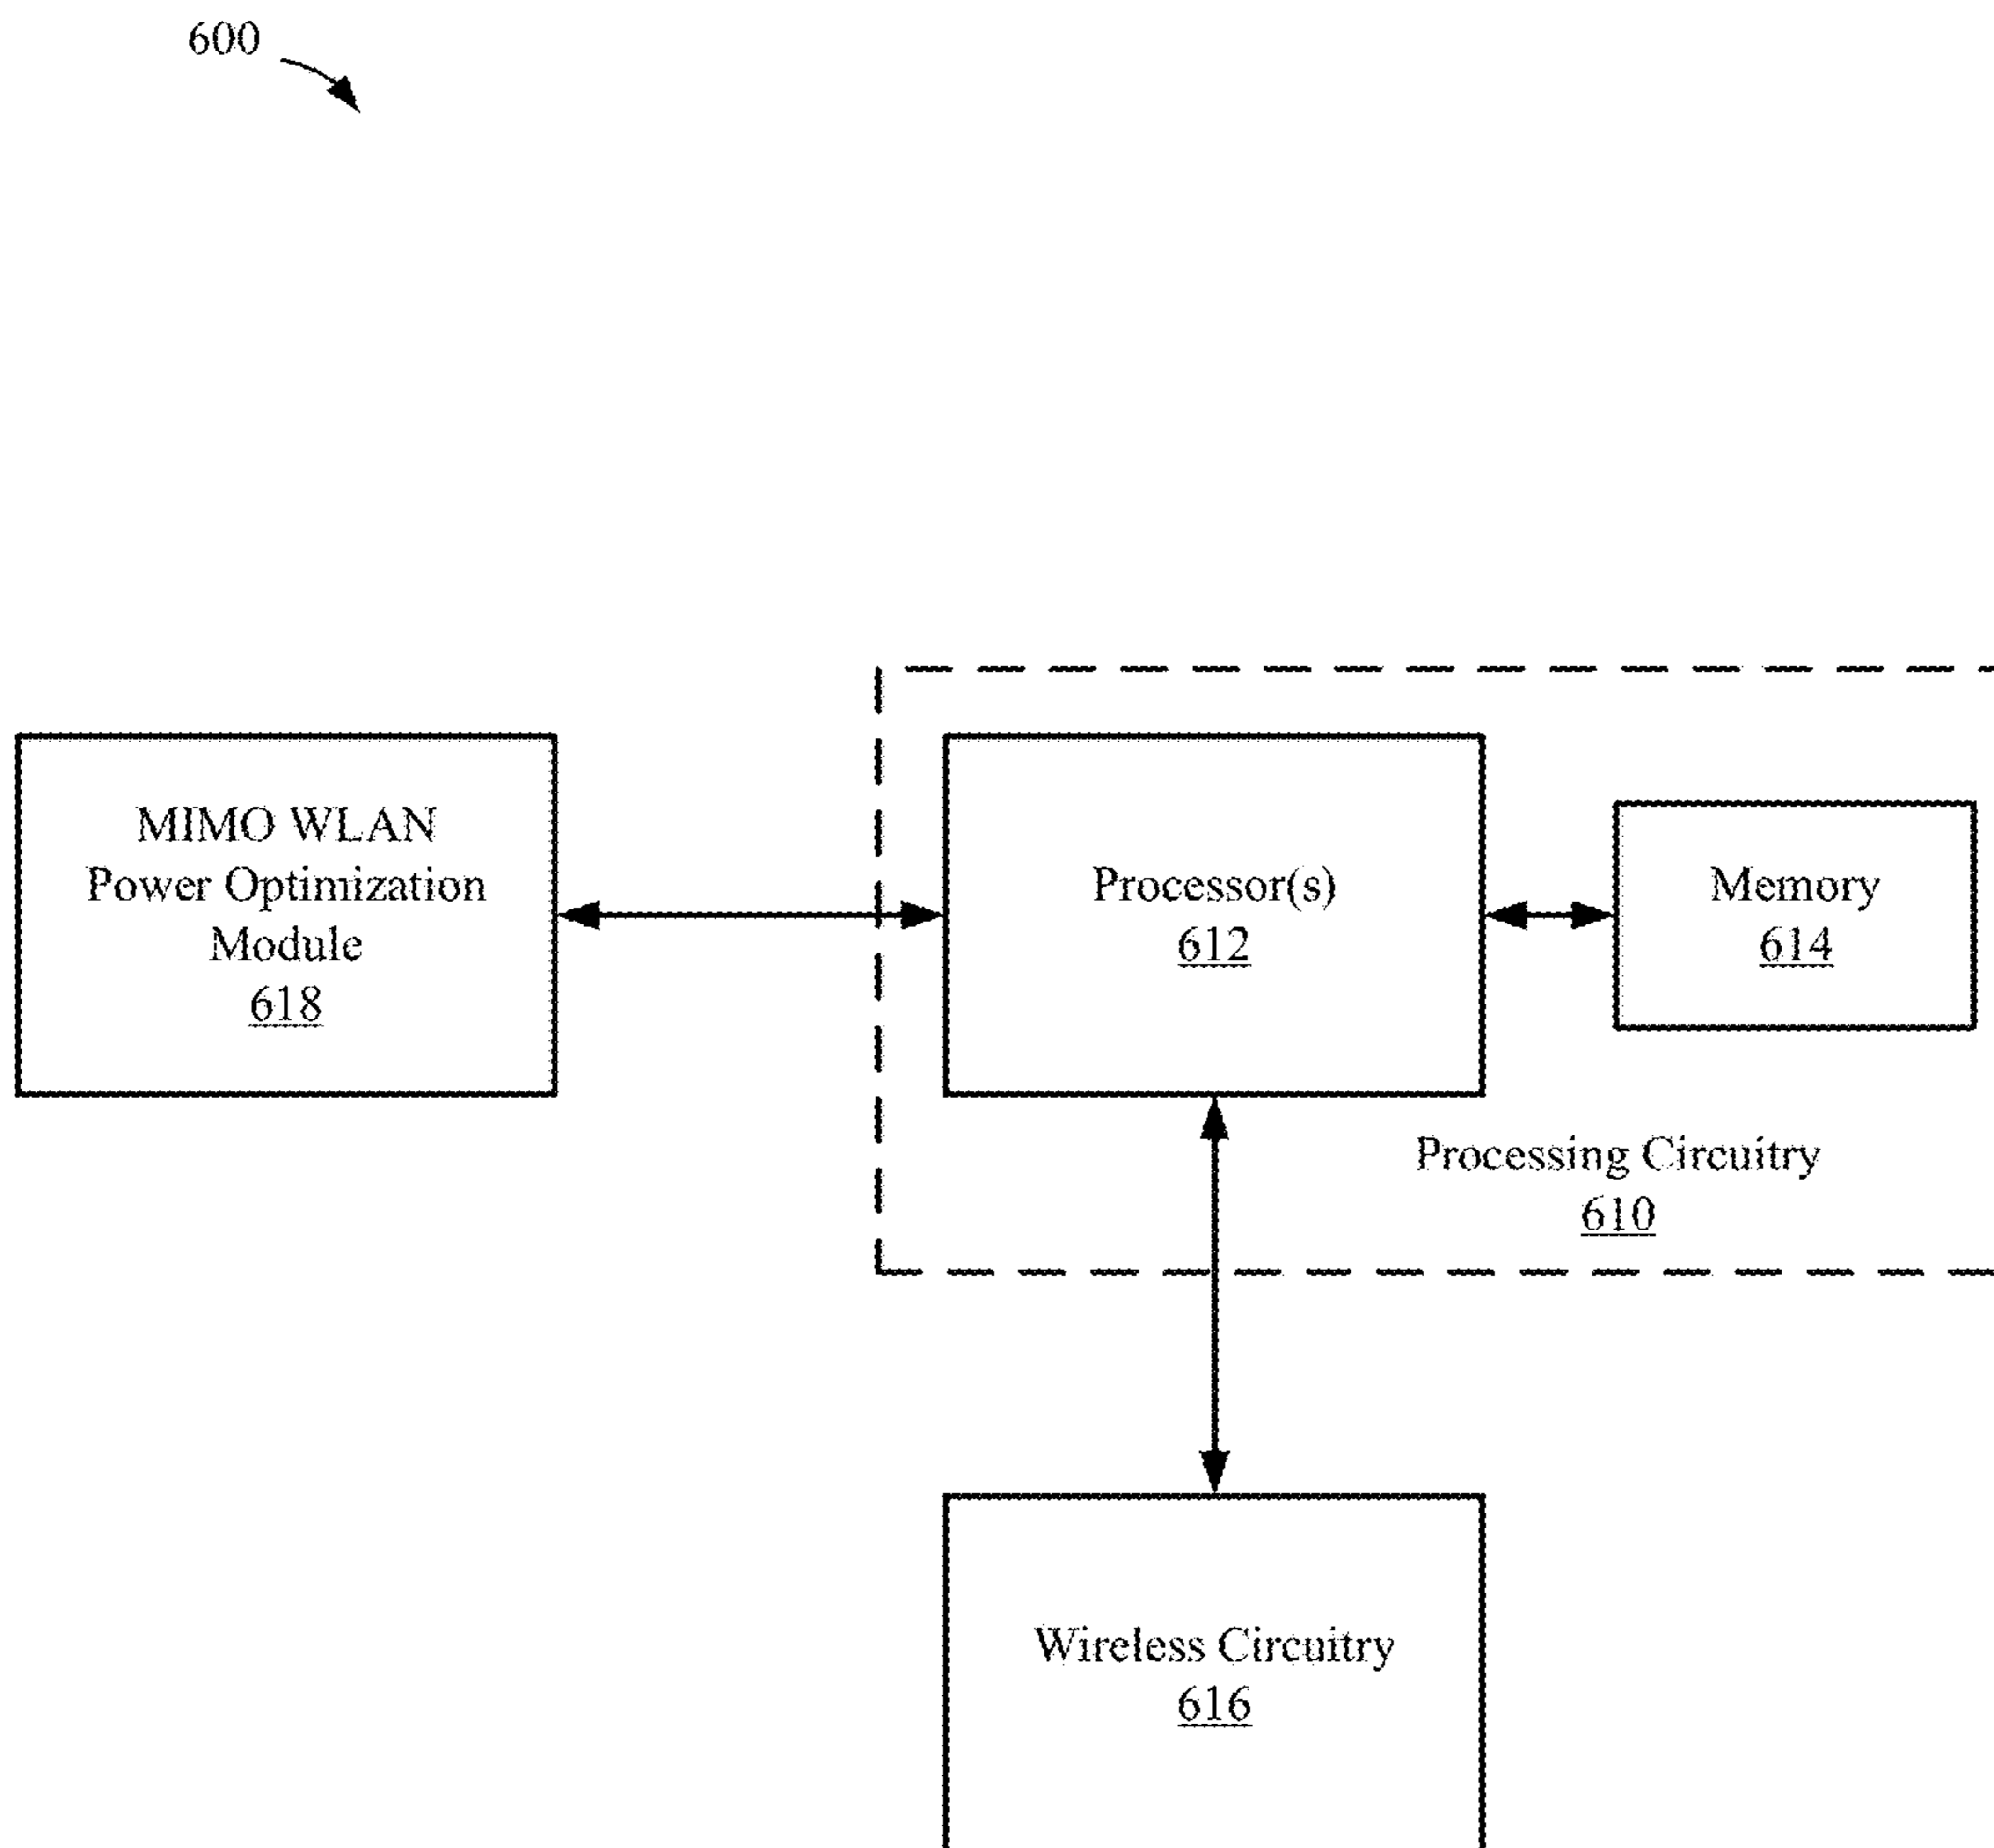 600
MIMO WLAN
Power Optimization
Module
618
Processor(s)
612
Memory
614
Processing Circuitry
610
Wireless Circuitry
616